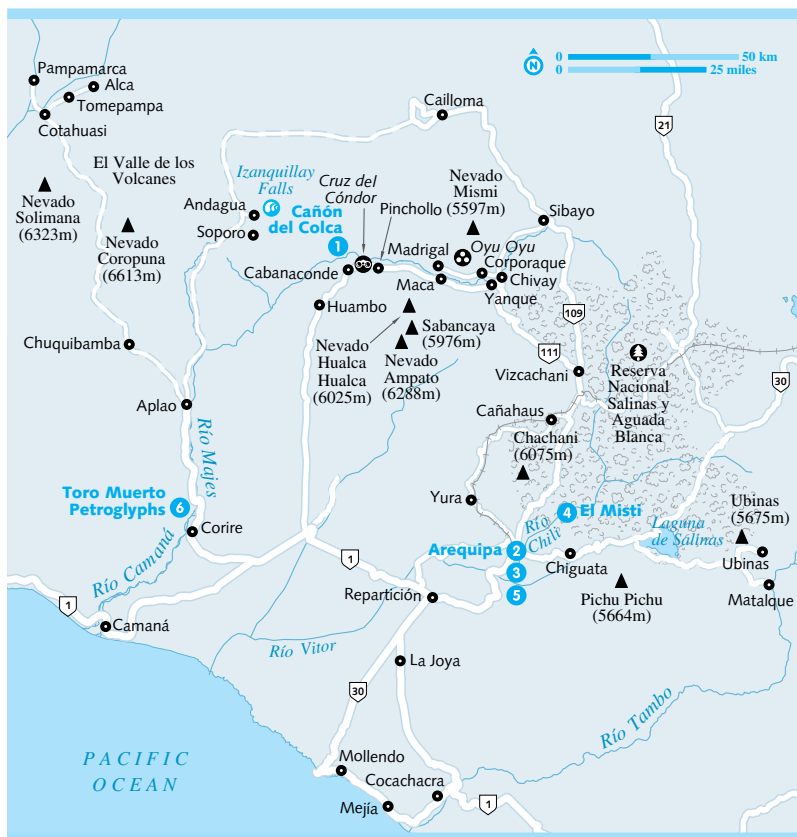 0 50 km
N
0 25 miles
Pampamarca
Alca
Tomepampa
Cotahuasi
Cailloma
21
El Valle de los
Volcanes
Izanquillay
Falls
Cruz del
Cóndor
Nevado
Mismi
(5597m)
Nevado
Solimana
(6323m)
Andagua
Soporo
Cañón
del Colca
1
Pinchollo
Sibayo
Nevado
Coropuna
(6613m)
Madrigal
Oyu Oyu
Corporaque
Cabanaconde
Maca
Chivay
Yanque
Huambo
109
Sabancaya
(5976m)
Nevado
Hualca
Hualca
(6025m)
Nevado
Ampato
(6288m)
111
Chuquibamba
Vizcachani
Reserva
Nacional
Salinas y
Aguada
Blanca
30
Aplao
Río Majes
Cañahaus
Chachani
(6075m)
Toro Muerto
Petroglyphs
6
Yura
4
El Misti
Río
Chili
Ubinas
(5675m)
Laguna
de Salinas
Corire
Arequipa
2
3
5
Chiguata
Ubinas
Río Camaná
1
1
Repartición
Pichu Pichu
(5664m)
Matalque
Camaná
Río Vitor
La Joya
30
Río Tambo
PACIFIC
OCEAN
Mollendo
Cocachacra
Mejía
1